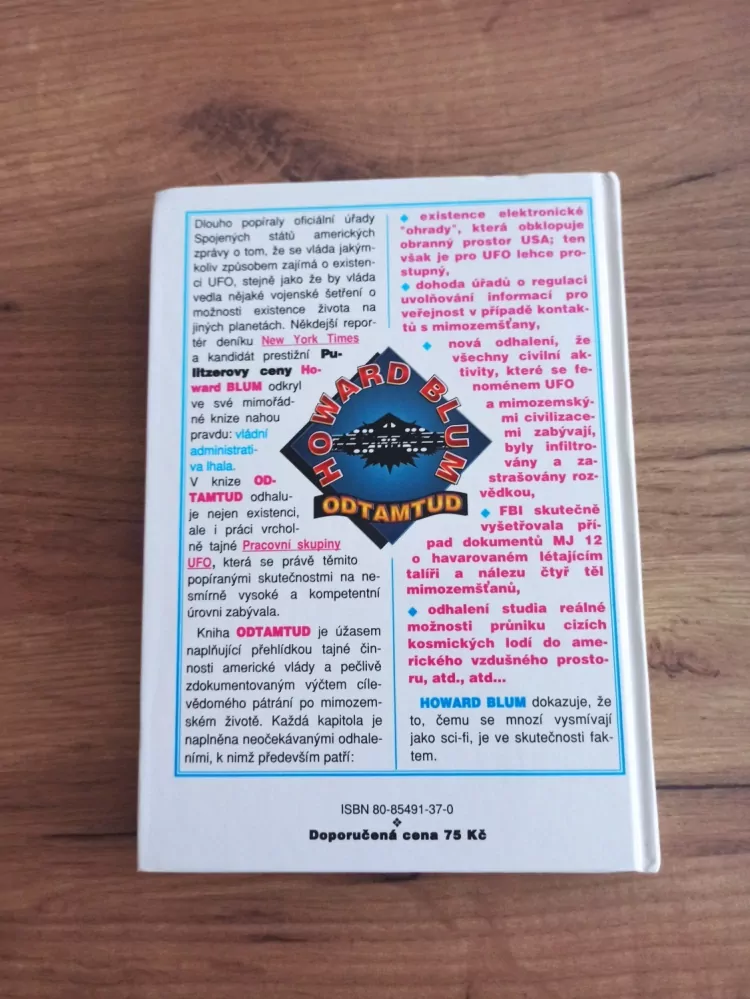 Dlouho popíraly oficiální úřady
Spojených států amerických
zprávy o tom, že se vláda jakým-
koliv způsobem zajímá o existen-
ci UFO, stejně jako že by vláda
vedla nějaké vojenské šetření o
možnosti existence života na
jiných planetách. Někdejší repor-
tér deníku New York Times
a kandidát prestižní Pu-
litzerovy ceny Ho-
ward BLUM odkryl
ve své mimořád-
né knize nahou
pravdu: vládní
administrati-
va lhala.
V knize OD-
TAMTUD odhalu-
je nejen existenci,
ale i práci vrchol-
ně tajné Pracovní skupiny
UFO, která se právě těmito
popíranými skutečnostmi na ne-
smírně vysoké a kompetentní
úrovni zabývala.
Kniha ODTAMTUD je úžasem
naplňující přehlídkou tajné čin-
nosti americké vlády a pečlivě
zdokumentovaným výčtem cíle-
vědomého pátrání po mimozem-
ském životě. Každá kapitola je
naplněna neočekávanými odhale-
ními, k nimž především patří:
HOWARD BLUM
ODTAMTUD
◆ existence elektronické
"ohrady", která obklopuje
obranný prostor USA; ten
však je pro UFO lehce pro-
stupný,
◆ dohoda úřadů o regulaci
uvolňování informací pro
veřejnost v případě kontak-
tů s mimozemšťany,
◆ nová odhalení, že
všechny civilní ak-
tivity, které se fe-
noménem UFO
a mimozemský-
mi civilizace-
mi zabývají,
byly infiltro-
vány a za-
strašovány roz-
vědkou,
◆ FBI skutečně
vyšetřovala pří-
pad dokumentů MJ 12
o havarovaném létajícím
talíři a nálezu čtyř těl
mimozemšťanů,
◆ odhalení studia reálné
možnosti průniku cizích
kosmických lodí do ame-
rického vzdušného prosto-
ru, atd., atd...
HOWARD BLUM dokazuje, že
to, čemu se mnozí vysmívají
jako sci-fi, je ve skutečnosti fak-
tem.
ISBN 80-85491-37-0
❖
Doporučená cena 75 Kč